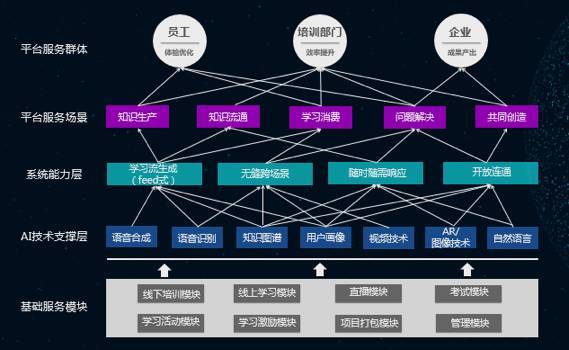 员工
体验优化
培训部门
效率提升
企业
成果产出
平台服务群体
平台服务场景
知识生产
知识流通
学习消费
问题解决
共同创造
系统能力层
学习流生成
（feed式）
无缝跨场景
随时随需响应
开放连通
AI技术支撑层
语音合成
语音识别
知识图谱
用户画像
视频技术
AR/
图像技术
自然语言
基础服务模块
线下培训模块
线上学习模块
直播模块
考试模块
学习活动模块
学习激励模块
项目打包模块
管理模块